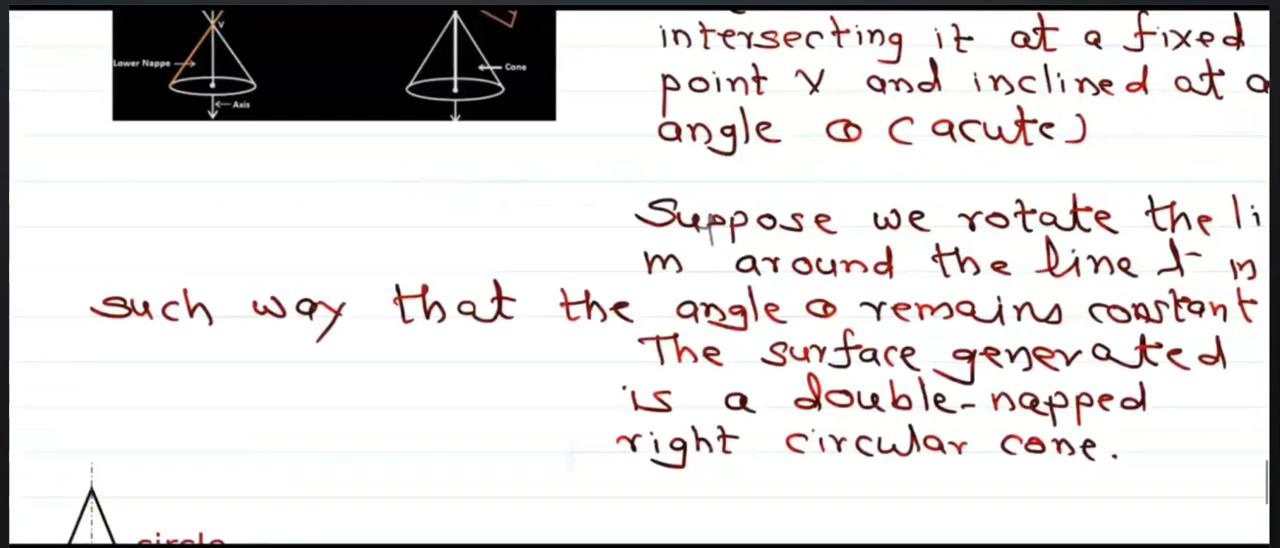 V
Lower Nappe
Cone
Axis
intersecting it at a fixed
point V and inclined at a
angle θ (acute)
Suppose we rotate the li
m around the line l in
such way that the angle θ remains constant
The surface generated
is a double-napped
right circular cone.
circle